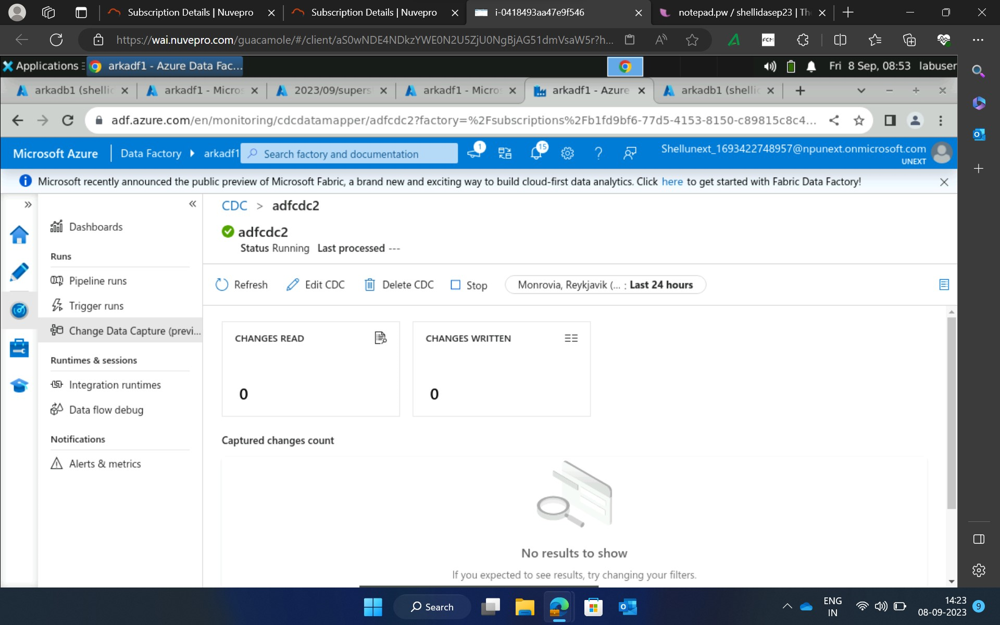 Subscription Details | Nuvepro
Subscription Details | Nuvepro
i-0418493aa47e9f546
notepad.pw / shellidasep23 | Th
https://wai.nuvepro.com/guacamole/#/client/aS0wNDE4NDkzYWE0N2U5ZjU0NgBjAG51dmVsaW5r?h...
FCM
Applications
arkadf1 - Azure Data Fac...
Fri 8 Sep, 08:53 labuser
arkadb1 (shellic
arkadf1 - Micros
2023/09/supers
arkadf1 - Micros
arkadf1 - Azure
arkadb1 (shellic
adf.azure.com/en/monitoring/cdcdatamapper/adfcdc2?factory=%2Fsubscriptions%2Fb1fd9bf6-77d5-4153-8150-c89815c8c4...
Microsoft Azure
Data Factory
arkadf1
Search factory and documentation
1
15
Shellunext_1693422748957@npunext.onmicrosoft.com
UNEXT
Microsoft recently announced the public preview of Microsoft Fabric, a brand new and exciting way to build cloud-first data analytics. Click here to get started with Fabric Data Factory!
CDC > adfcdc2
adfcdc2
Status Running Last processed ---
Dashboards
Runs
Pipeline runs
Trigger runs
Change Data Capture (previ...
Runtimes & sessions
Integration runtimes
Data flow debug
Notifications
Alerts & metrics
Refresh
Edit CDC
Delete CDC
Stop
Monrovia, Reykjavik (... : Last 24 hours
CHANGES READ
0
CHANGES WRITTEN
0
Captured changes count
No results to show
If you expected to see results, try changing your filters.
Search
ENG
IN
14:23
08-09-2023
9